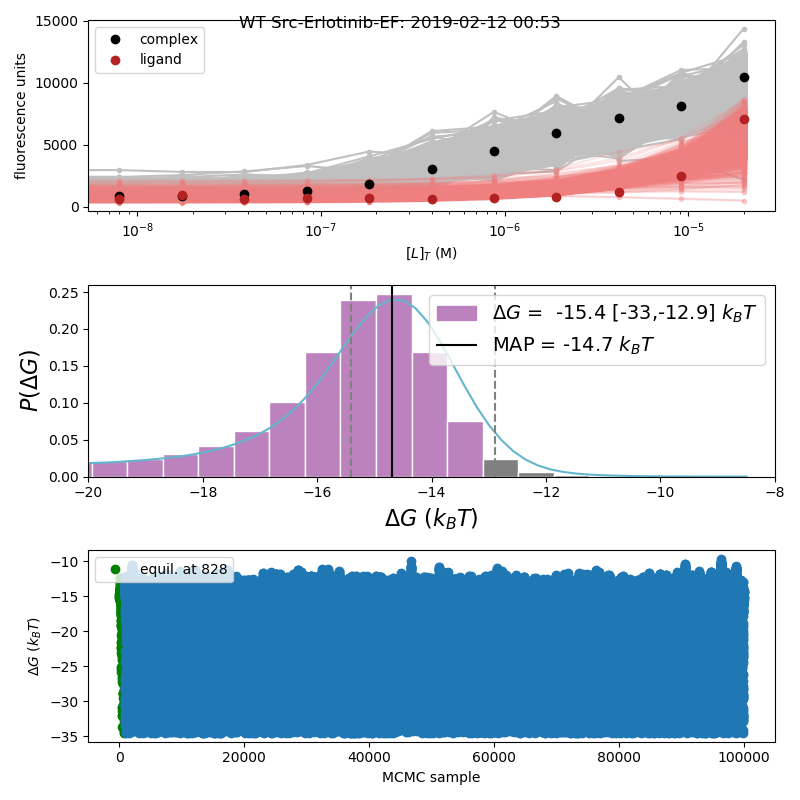 WT Src-Erlotinib-EF: 2019-02-12 00:53
15000
10000
5000
0
fluorescence units
complex
ligand
10⁻⁸
10⁻⁷
10⁻⁶
10⁻⁵
[L]_T (M)
0.25
0.20
0.15
0.10
0.05
0.00
P(ΔG)
ΔG = -15.4 [-33,-12.9] k_BT
MAP = -14.7 k_BT
−20
−18
−16
−14
−12
−10
−8
ΔG (k_BT)
−10
−15
−20
−25
−30
−35
ΔG (k_BT)
equil. at 828
0
20000
40000
60000
80000
100000
MCMC sample